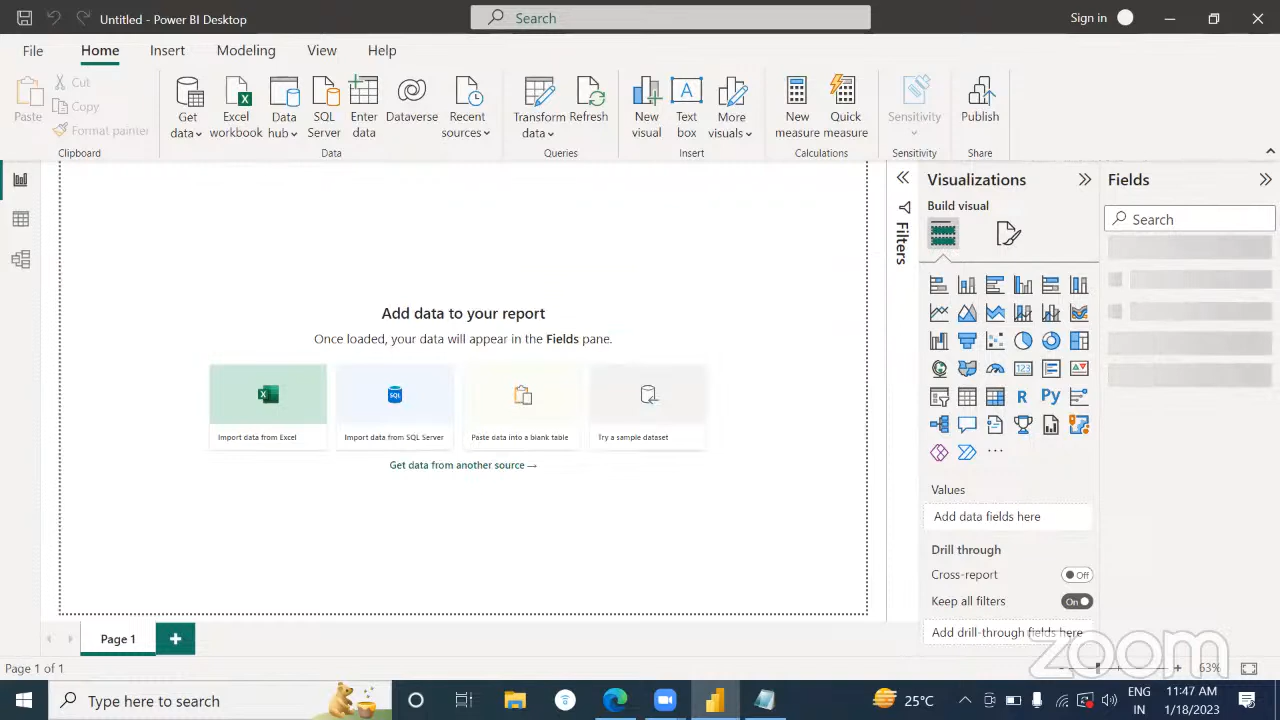 Untitled - Power BI Desktop
Search
Sign in
File Home Insert Modeling View Help
Paste
Cut
Copy
Format painter
Clipboard
Get data
Excel workbook
Data hub
SQL Server
Enter data
Dataverse
Recent sources
Data
Transform data
Refresh
Queries
New visual
A
Text box
More visuals
Insert
New measure
Quick measure
Calculations
Sensitivity
Sensitivity
Publish
Share
Add data to your report
Once loaded, your data will appear in the Fields pane.
Import data from Excel
SQL
Import data from SQL Server
Paste data into a blank table
Try a sample dataset
Get data from another source →
Filters
Visualizations
Build visual
123
R
Py
...
Values
Add data fields here
Drill through
Cross-report
Off
Keep all filters
On
Add drill-through fields here
Fields
Search
Page 1
+
Page 1 of 1
zoom
- + 63%
Type here to search
25°C
ENG
IN
11:47 AM
1/18/2023